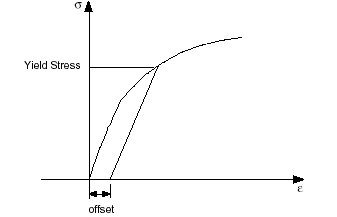 σ
Yield Stress
ε
offset